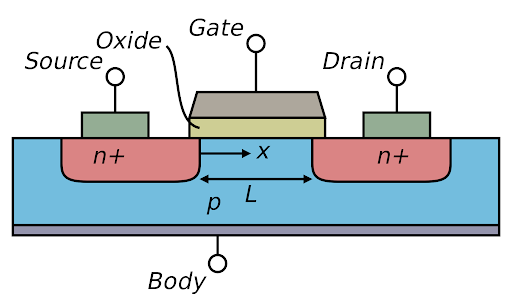 Gate
Oxide
Source
Drain
n+
x
n+
L
p
Body